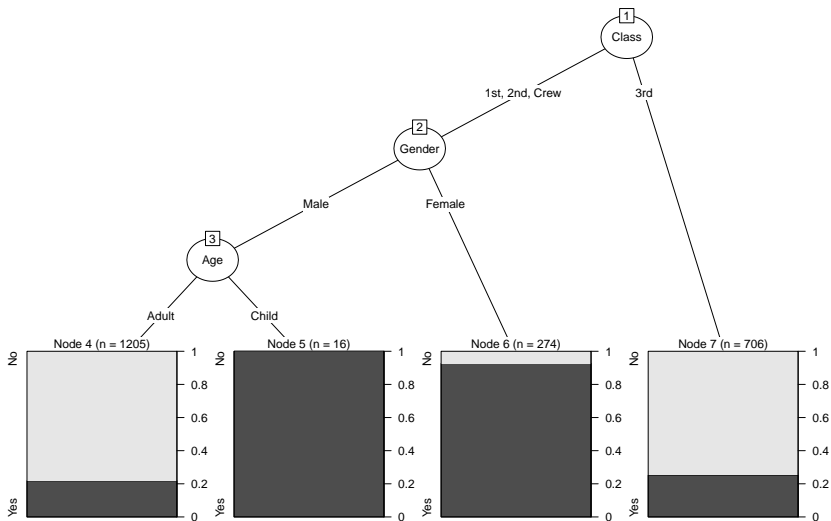 1
Class
1st, 2nd, Crew
3rd
2
Gender
Male
Female
3
Age
Adult
Child
Node 4 (n = 1205)
No
Yes
1
0.8
0.6
0.4
0.2
0
Node 5 (n = 16)
No
Yes
1
0.8
0.6
0.4
0.2
0
Node 6 (n = 274)
No
Yes
1
0.8
0.6
0.4
0.2
0
Node 7 (n = 706)
No
Yes
1
0.8
0.6
0.4
0.2
0